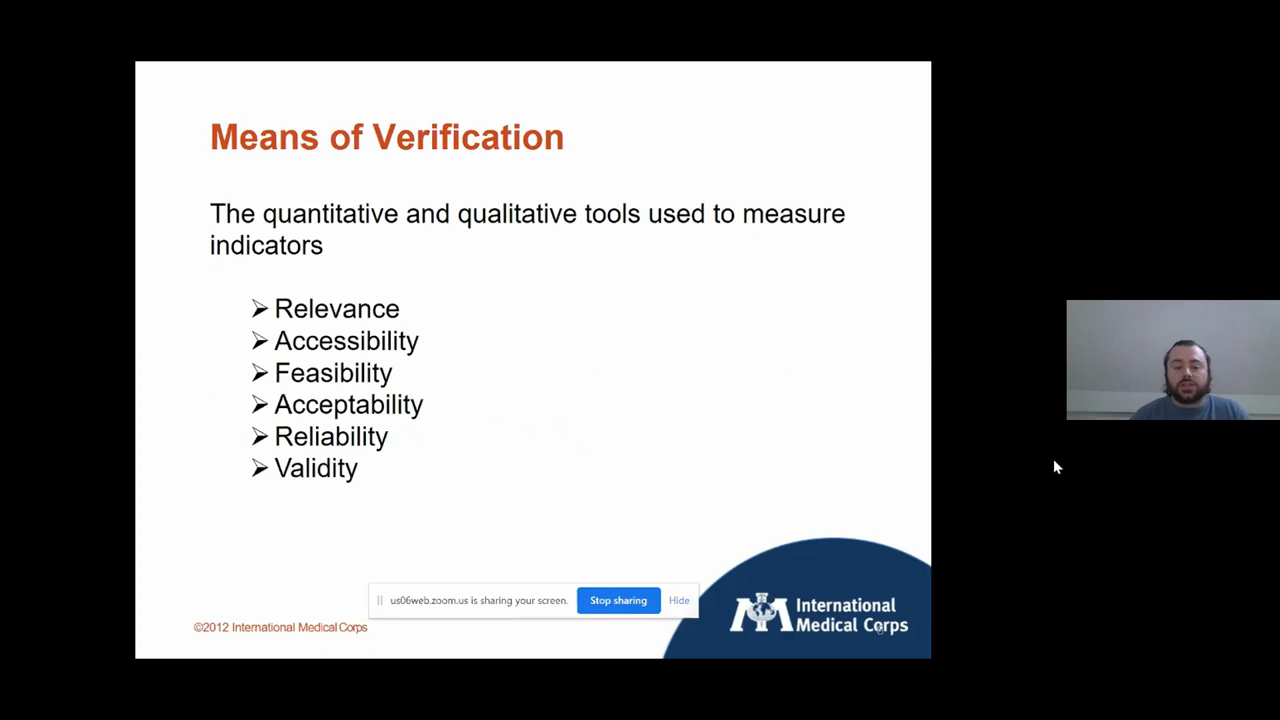 Means of Verification
The quantitative and qualitative tools used to measure
indicators
➢ Relevance
➢ Accessibility
➢ Feasibility
➢ Acceptability
➢ Reliability
➢ Validity
us06web.zoom.us is sharing your screen.
Stop sharing
Hide
International
Medical Corps
©2012 International Medical Corps